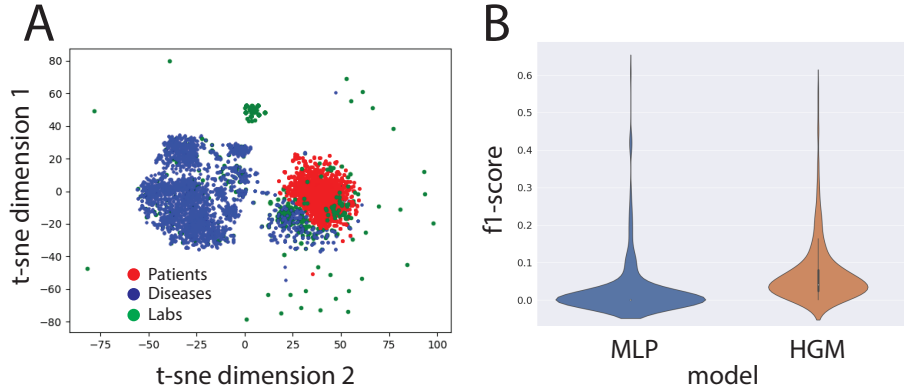 A
t-sne dimension 1
80
60
40
20
0
−20
−40
−60
−80
Patients
Diseases
Labs
−75
−50
−25
0
25
50
75
100
t-sne dimension 2
B
f1-score
0.6
0.5
0.4
0.3
0.2
0.1
0.0
MLP
HGM
model